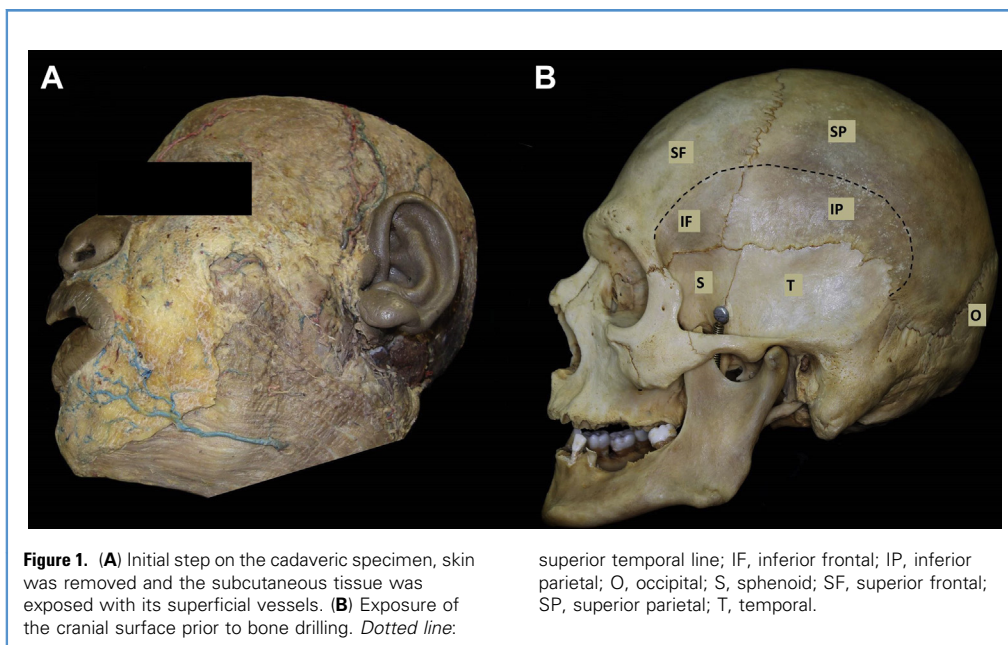 A
B
SF
SP
IF
IP
S
T
O
Figure 1. (A) Initial step on the cadaveric specimen, skin
was removed and the subcutaneous tissue was
exposed with its superficial vessels. (B) Exposure of
the cranial surface prior to bone drilling. Dotted line:
superior temporal line; IF, inferior frontal; IP, inferior
parietal; O, occipital; S, sphenoid; SF, superior frontal;
SP, superior parietal; T, temporal.